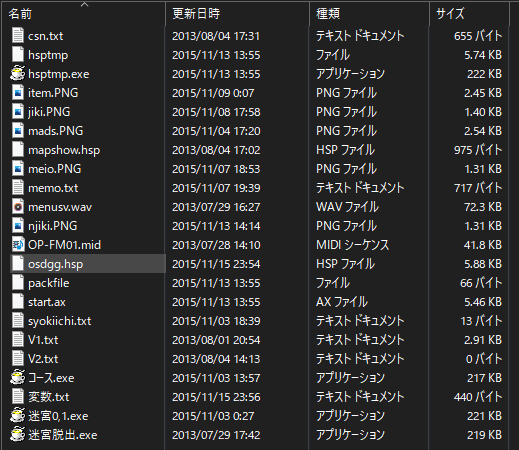 名前 更新日時 種類 サイズ
csn.txt 2013/08/04 17:31 テキスト ドキュメント 655 バイト
hsptmp 2015/11/13 13:55 ファイル 5.74 KB
hsptmp.exe 2015/11/13 13:55 アプリケーション 222 KB
item.PNG 2015/11/09 0:07 PNG ファイル 2.45 KB
jiki.PNG 2015/11/08 17:58 PNG ファイル 1.40 KB
mads.PNG 2015/11/04 17:20 PNG ファイル 2.54 KB
mapshow.hsp 2013/08/04 17:02 HSP ファイル 975 バイト
meio.PNG 2015/11/07 18:53 PNG ファイル 1.31 KB
memo.txt 2015/11/07 19:39 テキスト ドキュメント 717 バイト
menusv.wav 2013/07/29 16:27 WAV ファイル 72.3 KB
njiki.PNG 2015/11/13 14:14 PNG ファイル 1.31 KB
OP-FM01.mid 2013/07/28 14:10 MIDI シーケンス 41.8 KB
osdgg.hsp 2015/11/15 23:54 HSP ファイル 5.88 KB
packfile 2015/11/13 13:55 ファイル 66 バイト
start.ax 2015/11/13 13:55 AX ファイル 5.46 KB
syokiichi.txt 2015/11/03 18:39 テキスト ドキュメント 13 バイト
V1.txt 2013/08/01 20:54 テキスト ドキュメント 2.91 KB
V2.txt 2013/08/04 14:13 テキスト ドキュメント 0 バイト
コース.exe 2015/11/03 13:57 アプリケーション 217 KB
変数.txt 2015/11/15 23:56 テキスト ドキュメント 440 バイト
迷宮0,1.exe 2015/11/03 0:27 アプリケーション 221 KB
迷宮脱出.exe 2013/07/29 17:42 アプリケーション 219 KB